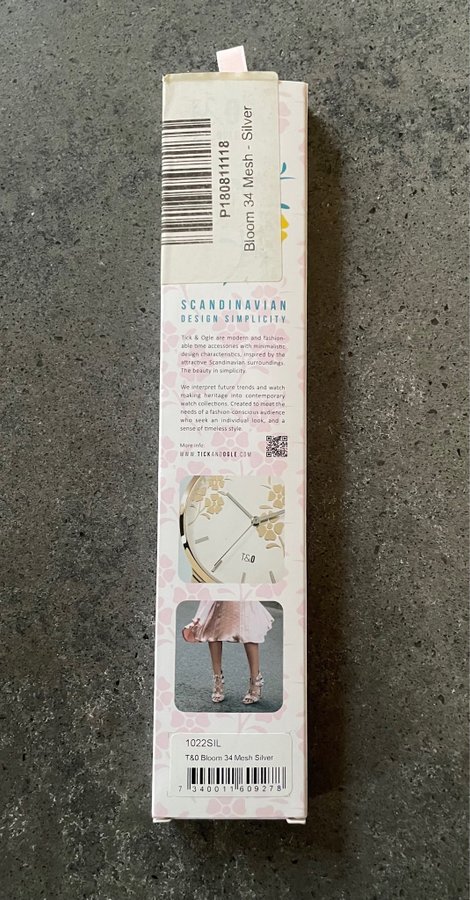 P180811118
Bloom 34 Mesh - Silver
SCANDINAVIAN
DESIGN SIMPLICITY
Tick & Ogle are modern and fashion-
able time accessories with minimalistic
design characteristics, inspired by the
attractive Scandinavian surroundings.
The beauty in simplicity.
We interpret future trends and watch
making heritage into contemporary
watch collections. Created to meet the
needs of a fashion-conscious audience
who seek an individual look, and a
sense of timeless style.
More Info:
WWW.TICKANDOGLE.COM
T&O
1022SIL
T&0 Bloom 34 Mesh Silver
7 340011 609278